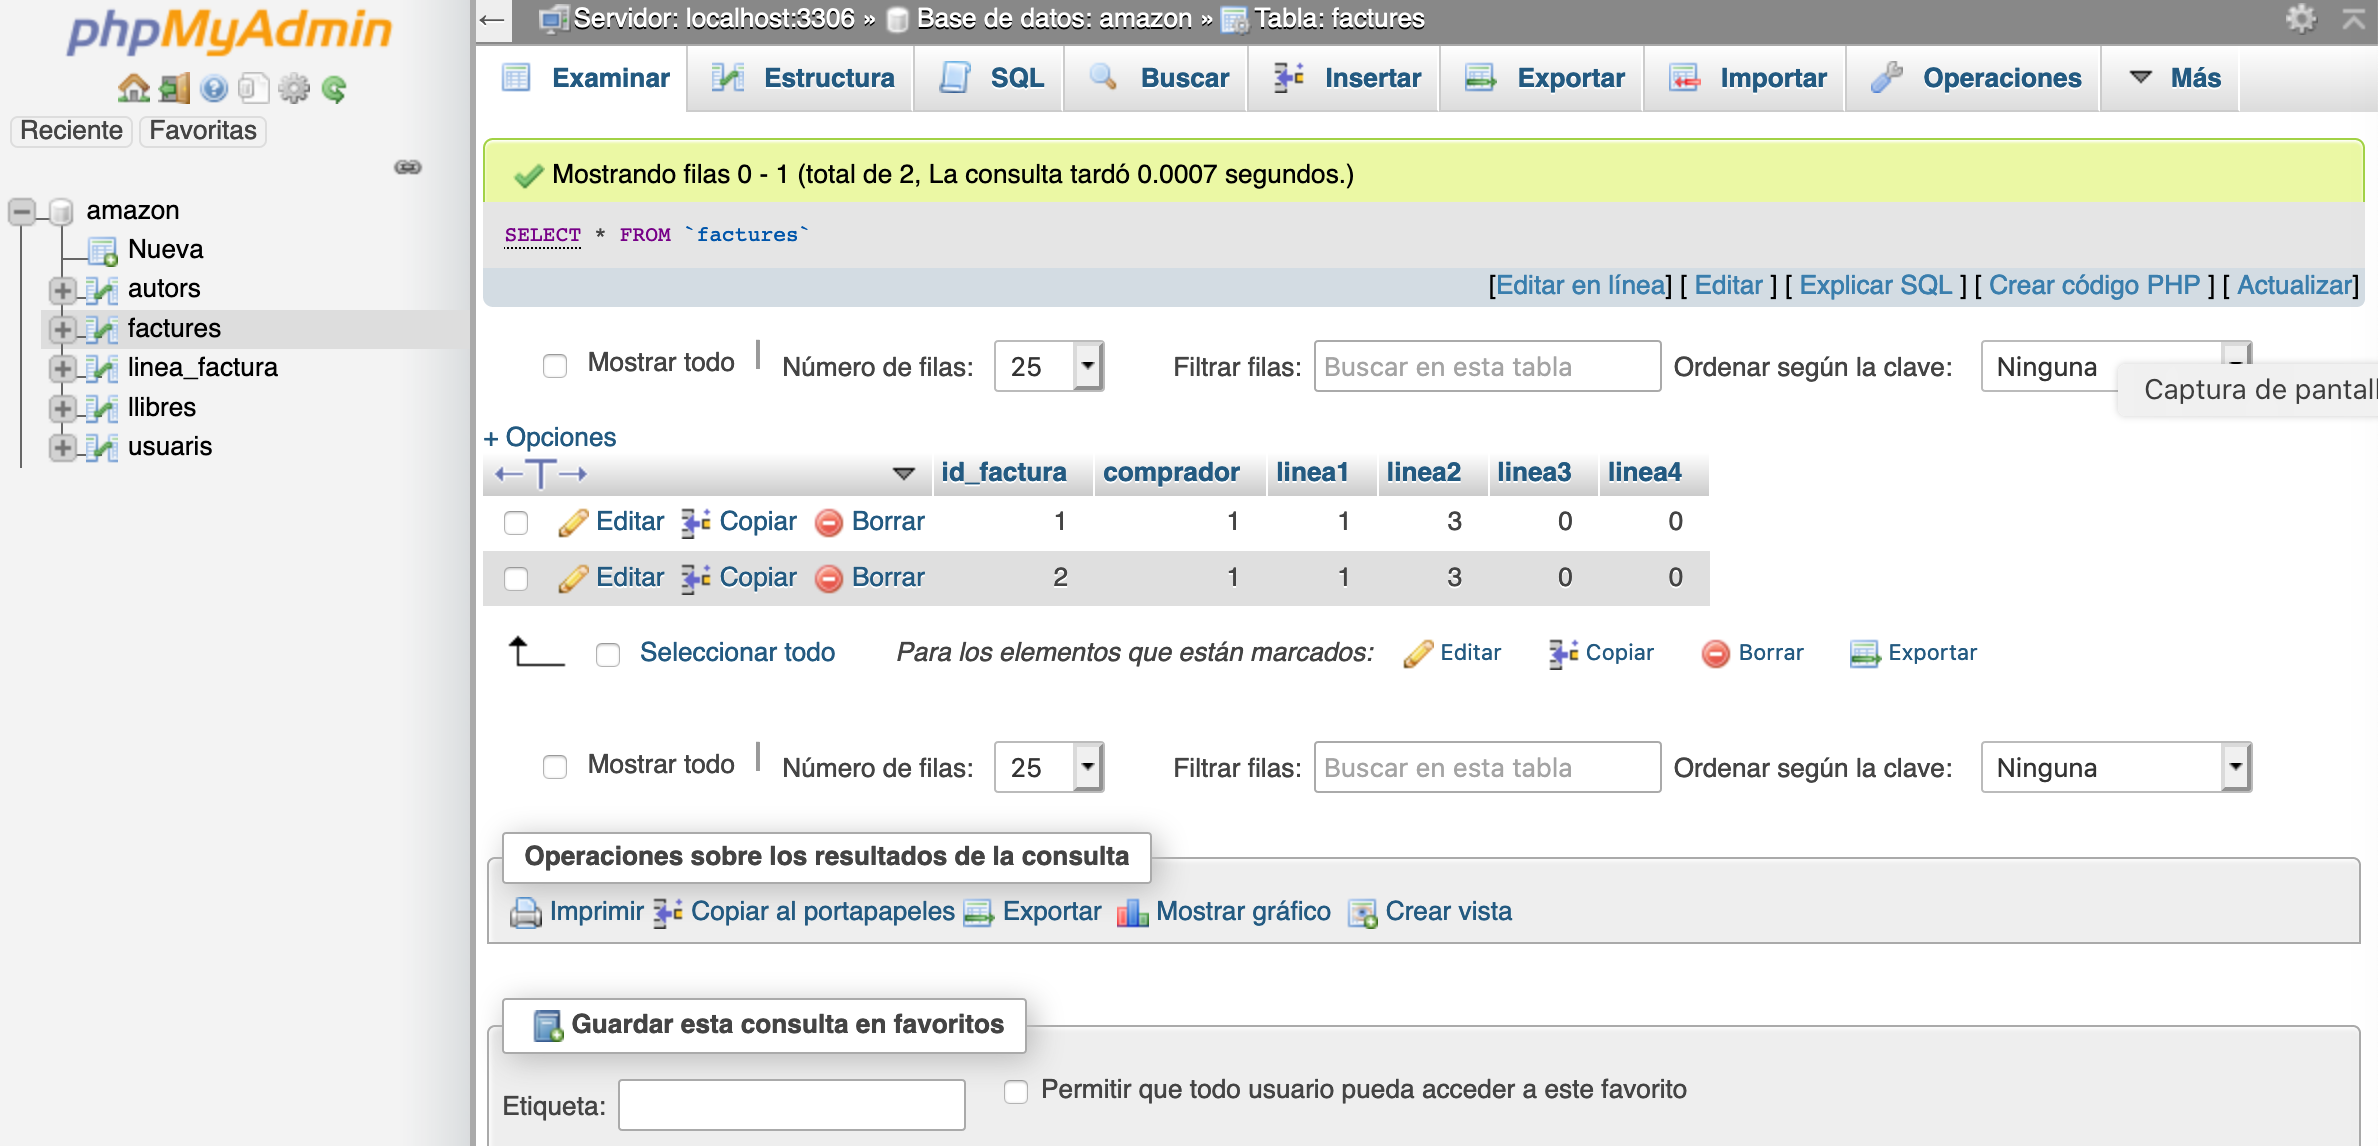 phpMyAdmin
Reciente Favoritas
amazon
Nueva
autors
factures
linea_factura
llibres
usuaris
Servidor: localhost:3306 » Base de datos: amazon » Tabla: factures
Examinar Estructura SQL Buscar Insertar Exportar Importar Operaciones Más
Mostrando filas 0 - 1 (total de 2, La consulta tardó 0.0007 segundos.)
SELECT * FROM `factures`
[Editar en línea] [ Editar ] [ Explicar SQL ] [ Crear código PHP ] [ Actualizar]
Mostrar todo Número de filas: 25 Filtrar filas: Buscar en esta tabla Ordenar según la clave: Ninguna
Captura de pantall
+ Opciones
id_factura comprador linea1 linea2 linea3 linea4
Editar Copiar Borrar 1 1 1 3 0 0
Editar Copiar Borrar 2 1 1 3 0 0
Seleccionar todo Para los elementos que están marcados: Editar Copiar Borrar Exportar
Mostrar todo Número de filas: 25 Filtrar filas: Buscar en esta tabla Ordenar según la clave: Ninguna
Operaciones sobre los resultados de la consulta
Imprimir Copiar al portapapeles Exportar Mostrar gráfico Crear vista
Guardar esta consulta en favoritos
Etiqueta: Permitir que todo usuario pueda acceder a este favorito